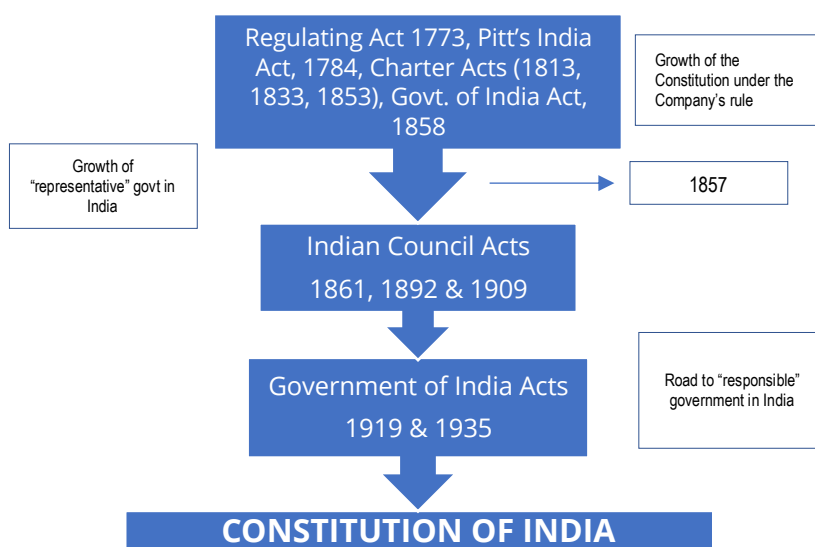 Regulating Act 1773, Pitt's India
Act, 1784, Charter Acts (1813,
1833, 1853), Govt. of India Act,
1858
Growth of the
Constitution under the
Company's rule
Growth of
“representative” govt in
India
1857
Indian Council Acts
1861, 1892 & 1909
Government of India Acts
1919 & 1935
Road to “responsible”
government in India
CONSTITUTION OF INDIA